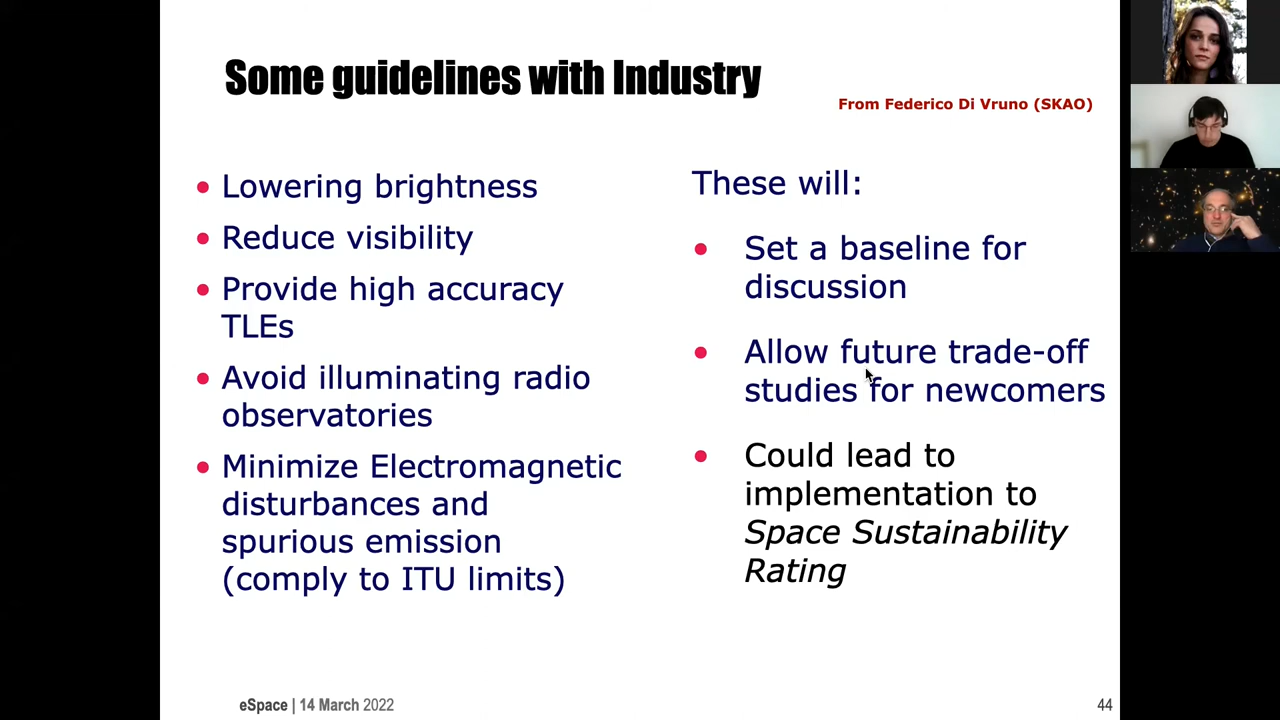 Some guidelines with Industry
From Federico Di Vruno (SKAO)
• Lowering brightness
• Reduce visibility
• Provide high accuracy
TLEs
• Avoid illuminating radio
observatories
• Minimize Electromagnetic
disturbances and
spurious emission
(comply to ITU limits)
These will:
• Set a baseline for
discussion
• Allow future trade-off
studies for newcomers
• Could lead to
implementation to
Space Sustainability
Rating
eSpace | 14 March 2022
44